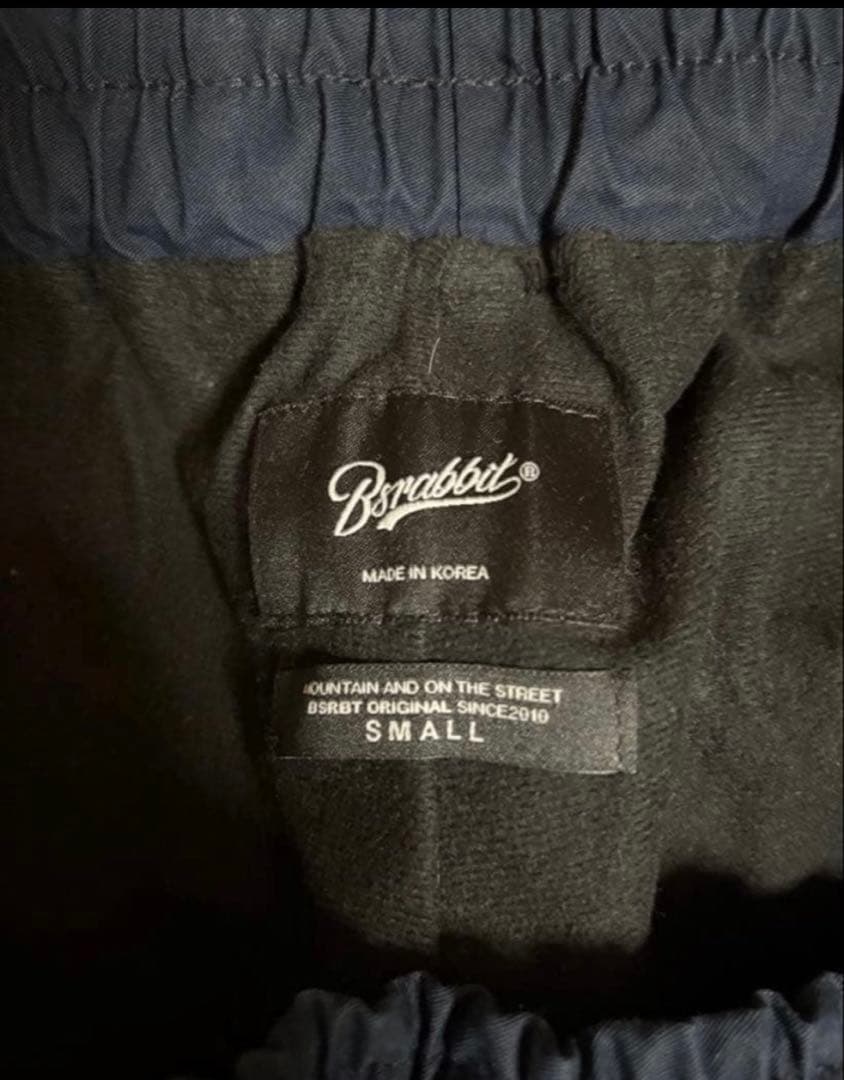 Bsrabbit®
MADE IN KOREA
MOUNTAIN AND ON THE STREET
BSRBT ORIGINAL SINCE2010
SMALL